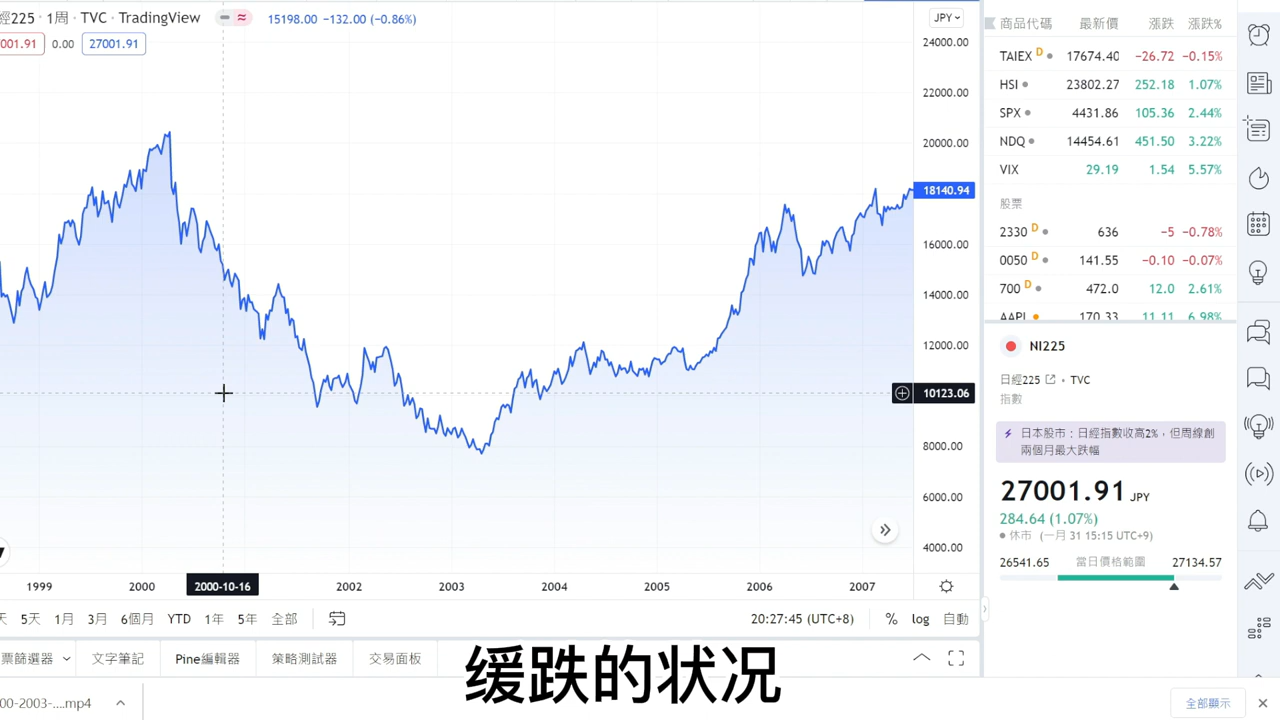 經225 · 1周 · TVC · TradingView
15198.00 −132.00 (−0.86%)
001.91 0.00 27001.91
JPY
24000.00
22000.00
20000.00
18140.94
16000.00
14000.00
12000.00
10123.06
8000.00
6000.00
4000.00
1999 2000 2000-10-16 2002 2003 2004 2005 2006 2007
天 5天 1月 3月 6個月 YTD 1年 5年 全部
20:27:45 (UTC+8) % log 自動
票篩選器 文字筆記 Pine編輯器 策略測試器 交易面板
缓跌的状况
00-2003-....mp4
全部顯示
商品代碼 最新價 漲跌 漲跌%
TAIEX D 17674.40 −26.72 −0.15%
HSI 23802.27 252.18 1.07%
SPX 4431.86 105.36 2.44%
NDQ 14454.61 451.50 3.22%
VIX 29.19 1.54 5.57%
股票
2330 D 636 −5 −0.78%
0050 D 141.55 −0.10 −0.07%
700 D 472.0 12.0 2.61%
AAPL 170.33 11.11 6.98%
NI225
日經225 · TVC
指數
日本股市：日經指數收高2%，但周線創
兩個月最大跌幅
27001.91 JPY
284.64 (1.07%)
休市 (一月 31 15:15 UTC+9)
26541.65 當日價格範圍 27134.57